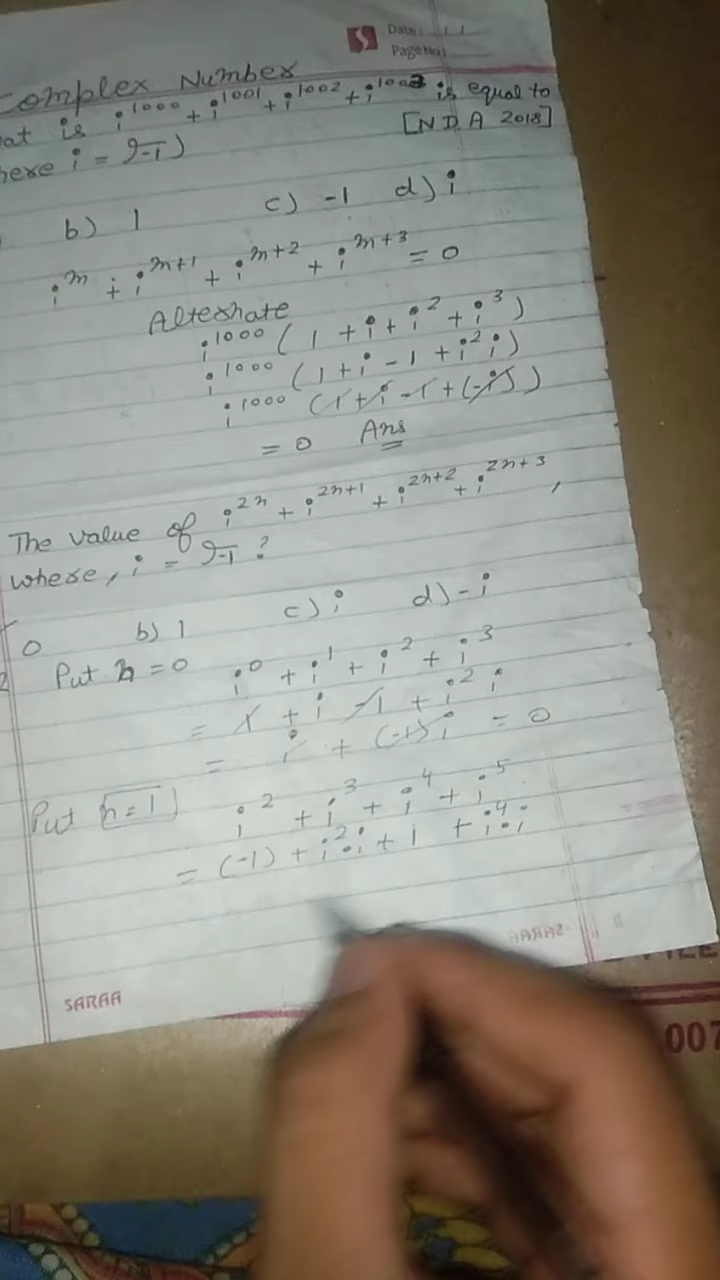 Date: / /
Page No:
Complex Number
at is i^1000 + i^1001 + i^1002 + i^1003 is equal to
here i = √-1) [NDA 2018]
b) 1 c) -1 d) i
i^m + i^m+1 + i^m+2 + i^m+3 = 0
Alternate
i^1000 (1 + i + i^2 + i^3)
i^1000 (1 + i - 1 + i^2 i)
i^1000 (1 + i - 1 + (-i))
= 0 Ans
The value of i^2n + i^2n+1 + i^2n+2 + i^2n+3,
where, i = √-1 ?
0 b) 1 c) i d) -i
Put n = 0 i^0 + i^1 + i^2 + i^3
= 1 + i - 1 + i^2 i
= i + (-1)i = 0
Put n = 1 i^2 + i^3 + i^4 + i^5
= (-1) + i^2·i + 1 + i^4·i
SARAA
SARAA
007